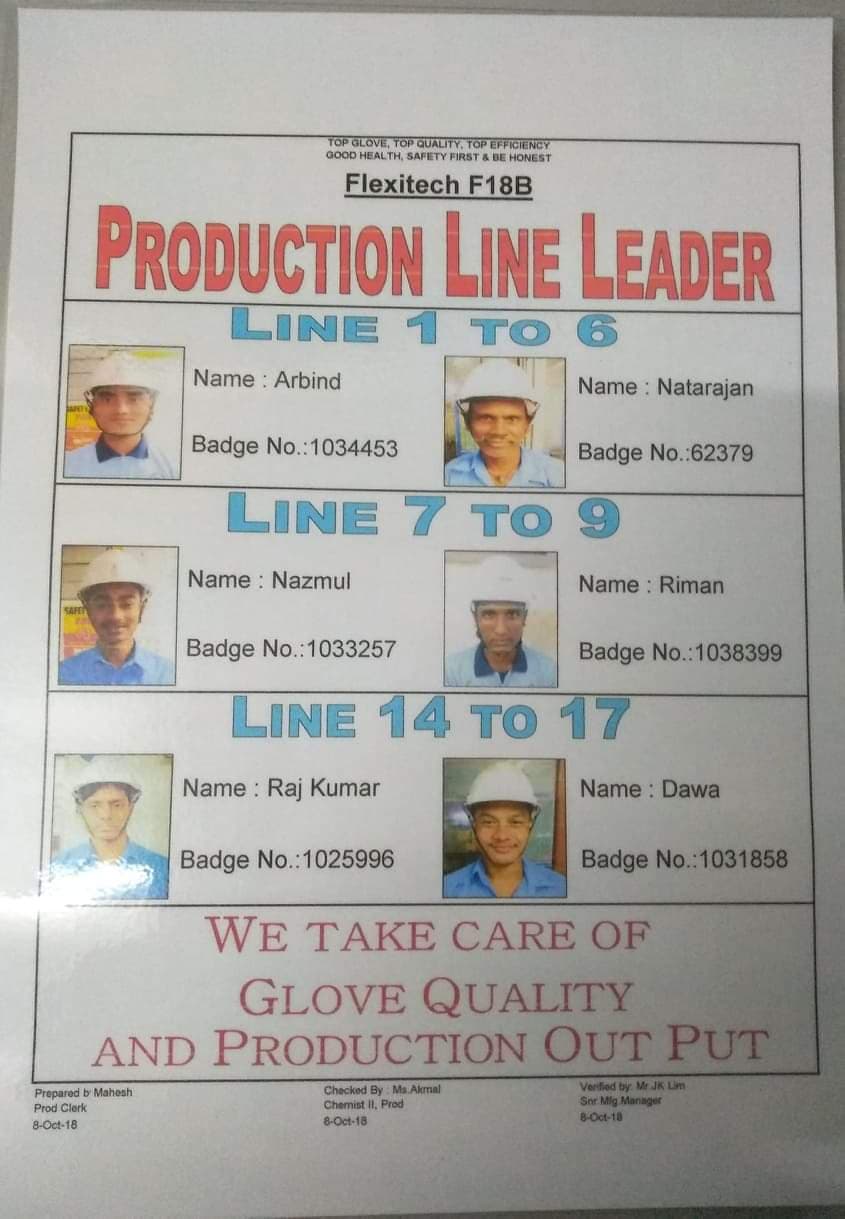 TOP GLOVE, TOP QUALITY, TOP EFFICIENCY
GOOD HEALTH, SAFETY FIRST & BE HONEST
Flexitech F18B
PRODUCTION LINE LEADER
LINE 1 TO 6
Name : Arbind
Badge No.:1034453
Name : Natarajan
Badge No.:62379
LINE 7 TO 9
Name : Nazmul
Badge No.:1033257
Name : Riman
Badge No.:1038399
LINE 14 TO 17
Name : Raj Kumar
Badge No.:1025996
Name : Dawa
Badge No.:1031858
WE TAKE CARE OF
GLOVE QUALITY
AND PRODUCTION OUT PUT
Prepared b Mahesh
Prod Clerk
8-Oct-18
Checked By : Ms.Akmal
Chemist II, Prod
8-Oct-18
Verified by: Mr.JK Lim
Snr Mfg.Manager
8-Oct-18